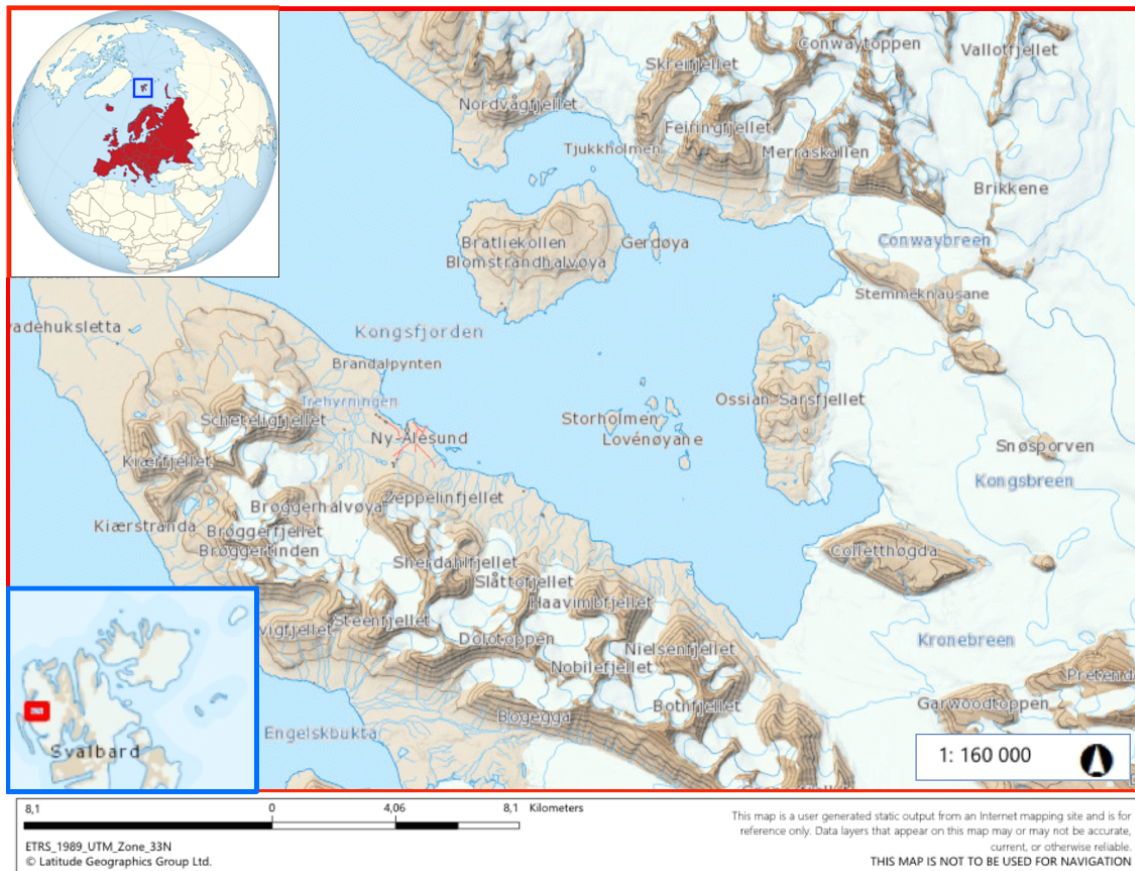 Conwaytoppen
Vallotfjellet
Skreifjellet
Nordvågfjellet
Feiringfjellet
Tjukkholmen
Merraskallen
Brikkene
Bratliekollen
Gerdøya
Conwaybreen
Blomstrandhalvøya
Stemmeknausane
vadehuksletta
Kongsfjorden
Brandalpynten
Trehyrningen
Ossian-Sarsfjellet
Scheteligfjellet
Storholmen
Ny-Ålesund
Lovénøyane
Snøsporven
Kiærfjellet
Kongsbreen
Zeppelinfjellet
Brøggerhalvøya
Kiærstranda
Brøggerfjellet
Brøggertinden
Colletthøgda
Sherdahlfjellet
Slåttofjellet
Haavimbfjellet
Steenfjellet
vigfjellet
Dolotoppen
Kronebreen
Nielsenfjellet
Nobilefjellet
Pretend
Garwoodtoppen
Botnfjellet
Bogegga
Engelskbukta
Svalbard
1: 160 000
8,1
0
4,06
8,1
Kilometers
ETRS_1989_UTM_Zone_33N
© Latitude Geographics Group Ltd.
This map is a user generated static output from an Internet mapping site and is for
reference only. Data layers that appear on this map may or may not be accurate,
current, or otherwise reliable.
THIS MAP IS NOT TO BE USED FOR NAVIGATION